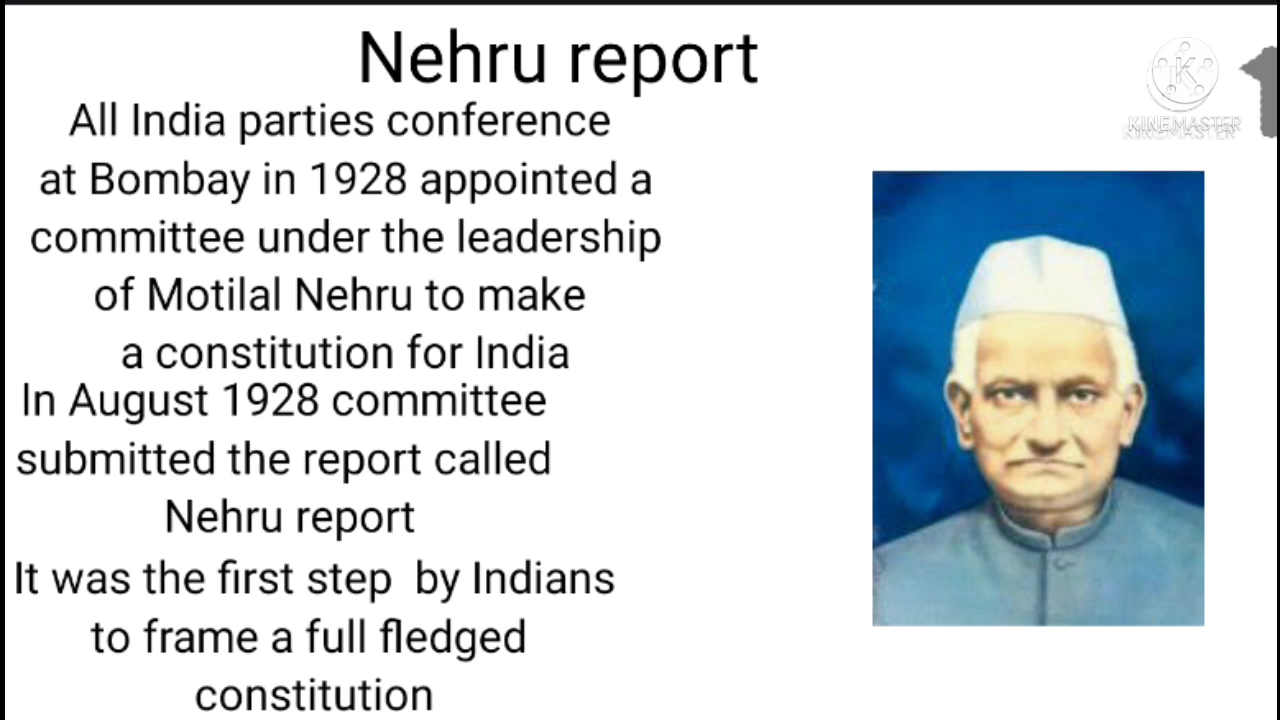 Nehru report
All India parties conference
at Bombay in 1928 appointed a
committee under the leadership
of Motilal Nehru to make
a constitution for India
In August 1928 committee
submitted the report called
Nehru report
It was the first step by Indians
to frame a full fledged
constitution
K
KINEMASTER
KINEMASTER